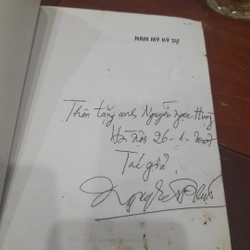 NAM MỸ KÝ SỰ
Thân tặng anh Nguyễn Ngọc Hùng
Hà Nội 26-1-2007
Tác giả